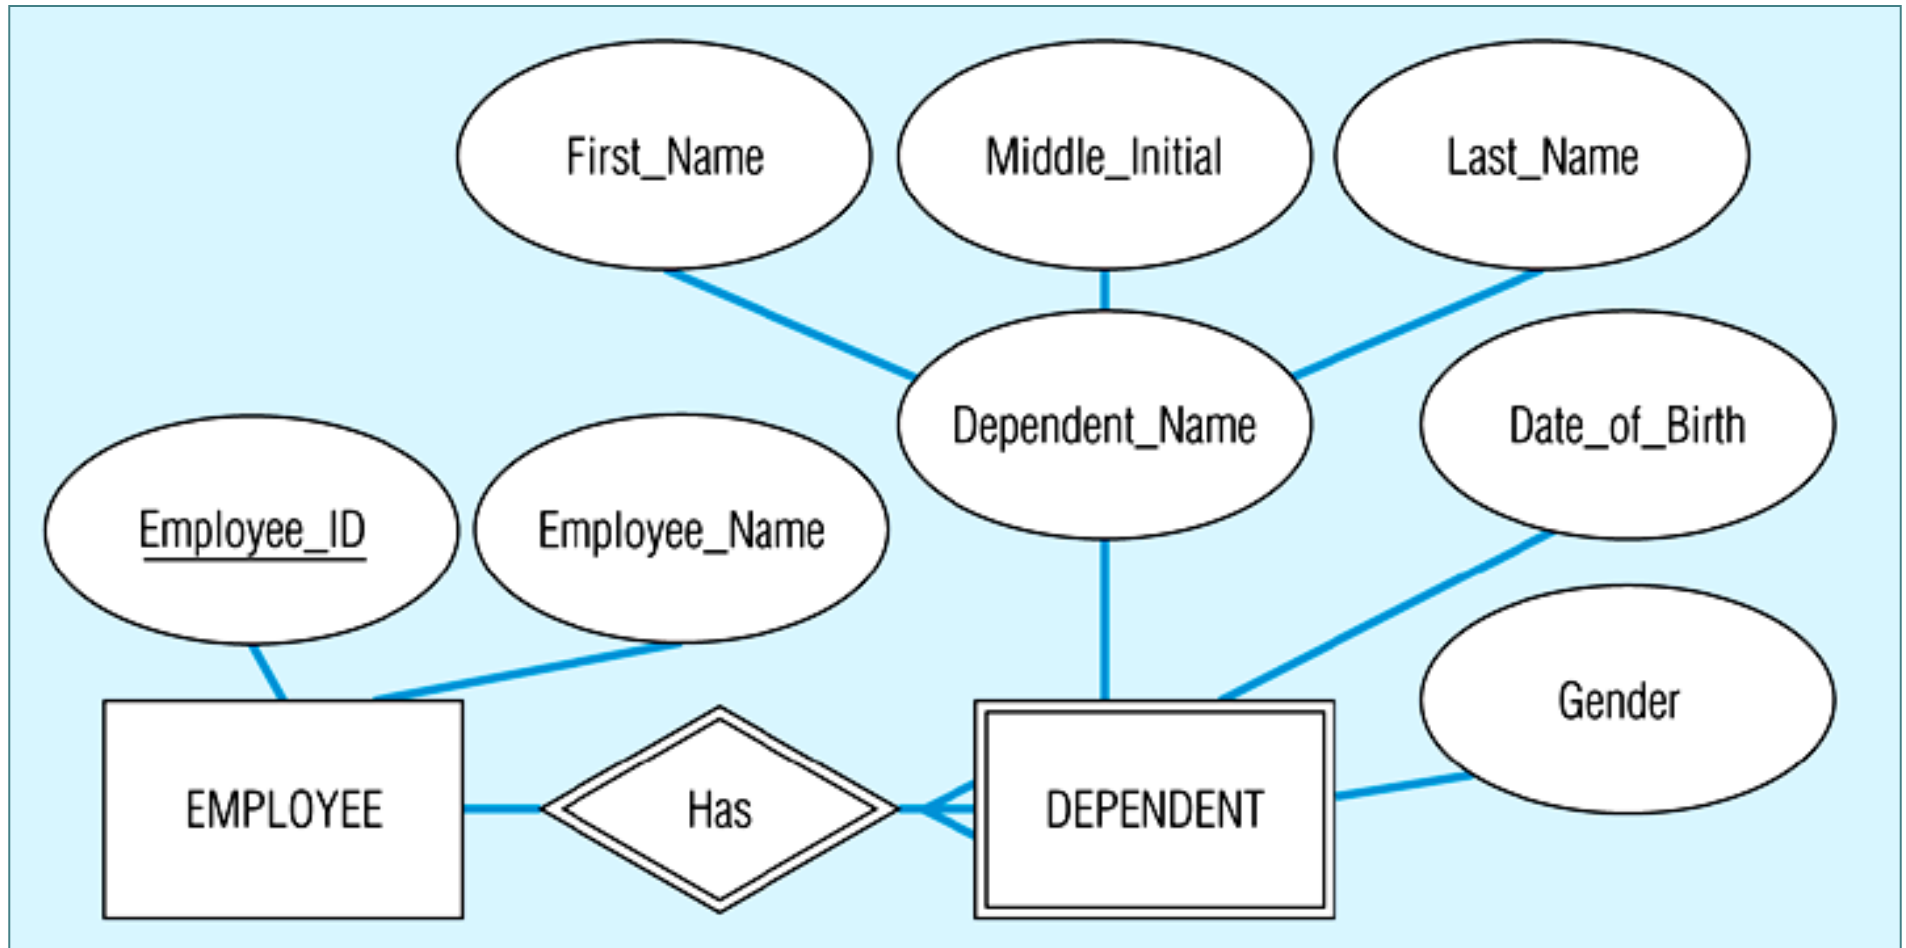 First_Name
Middle_Initial
Last_Name
Dependent_Name
Date_of_Birth
Employee_ID
Employee_Name
Gender
EMPLOYEE
Has
DEPENDENT